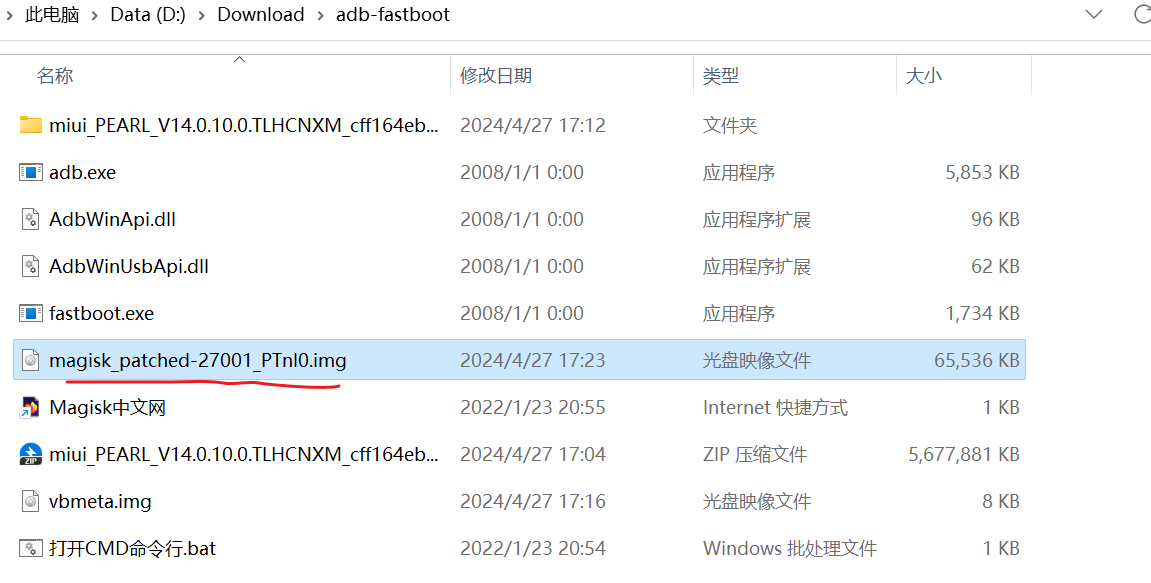 此电脑 > Data (D:) > Download > adb-fastboot
名称 修改日期 类型 大小
miui_PEARL_V14.0.10.0.TLHCNXM_cff164eb... 2024/4/27 17:12 文件夹
adb.exe 2008/1/1 0:00 应用程序 5,853 KB
AdbWinApi.dll 2008/1/1 0:00 应用程序扩展 96 KB
AdbWinUsbApi.dll 2008/1/1 0:00 应用程序扩展 62 KB
fastboot.exe 2008/1/1 0:00 应用程序 1,734 KB
magisk_patched-27001_PTnI0.img 2024/4/27 17:23 光盘映像文件 65,536 KB
Magisk中文网 2022/1/23 20:55 Internet 快捷方式 1 KB
miui_PEARL_V14.0.10.0.TLHCNXM_cff164eb... 2024/4/27 17:04 ZIP 压缩文件 5,677,881 KB
vbmeta.img 2024/4/27 17:16 光盘映像文件 8 KB
打开CMD命令行.bat 2022/1/23 20:54 Windows 批处理文件 1 KB